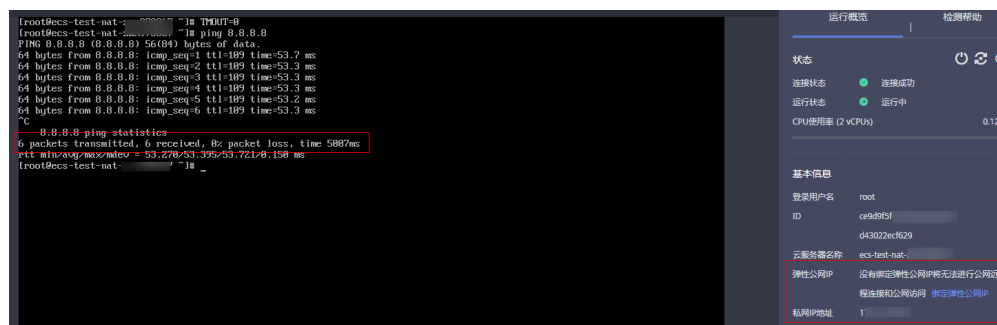 [root@ecs-test-nat- ~]# TMOUT=0
[root@ecs-test-nat- ~]# ping 8.8.8.8
PING 8.8.8.8 (8.8.8.8) 56(84) bytes of data.
64 bytes from 8.8.8.8: icmp_seq=1 ttl=109 time=53.7 ms
64 bytes from 8.8.8.8: icmp_seq=2 ttl=109 time=53.3 ms
64 bytes from 8.8.8.8: icmp_seq=3 ttl=109 time=53.3 ms
64 bytes from 8.8.8.8: icmp_seq=4 ttl=109 time=53.3 ms
64 bytes from 8.8.8.8: icmp_seq=5 ttl=109 time=53.2 ms
64 bytes from 8.8.8.8: icmp_seq=6 ttl=109 time=53.3 ms
^C
8.8.8.8 ping statistics
6 packets transmitted, 6 received, 0% packet loss, time 5007ms
rtt min/avg/max/mdev = 53.270/53.395/53.721/0.150 ms
[root@ecs-test-nat- ~]# _
运行概览 检测帮助
状态
连接状态 连接成功
运行状态 运行中
CPU使用率 (2 vCPUs) 0.12
基本信息
登录用户名 root
ID ce9d9f5f
d43022ecf629
云服务器名称 ecs-test-nat-
弹性公网IP 没有绑定弹性公网IP将无法进行公网远
程连接和公网访问 绑定弹性公网IP
私网IP地址 1